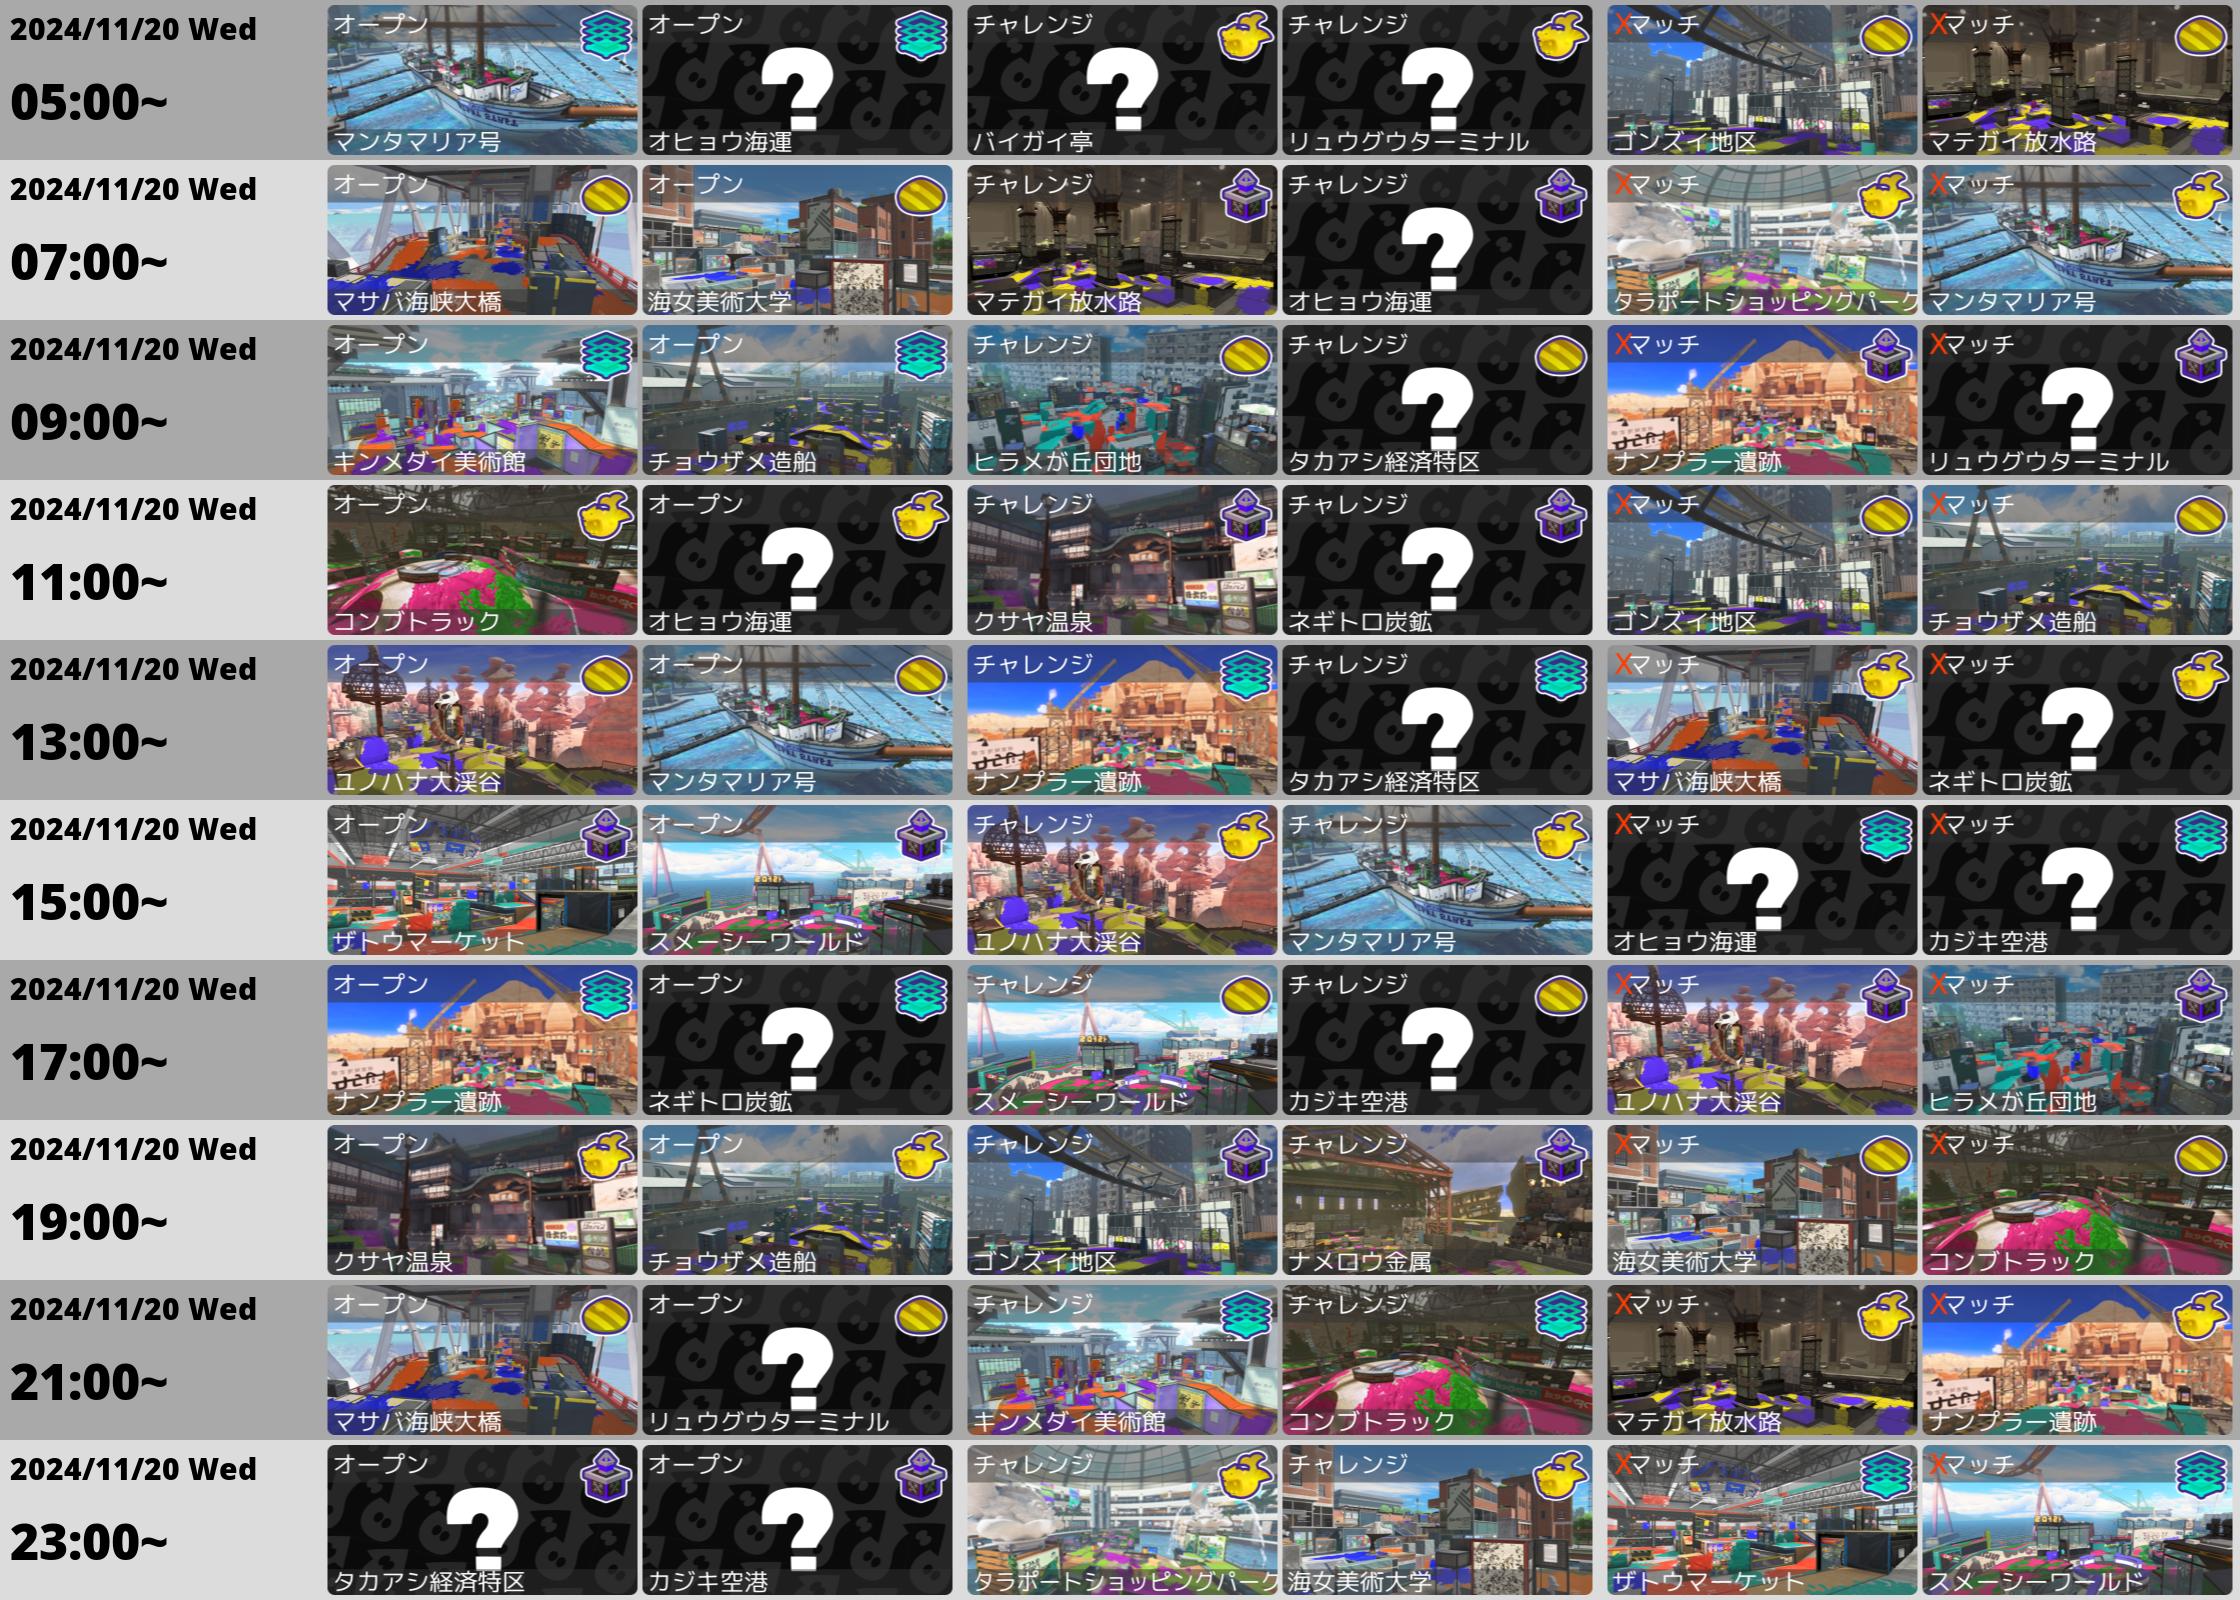 2024/11/20 Wed
05:00~
オープン
マンタマリア号
オープン
オヒョウ海運
チャレンジ
バイガイ亭
チャレンジ
リュウグウターミナル
Xマッチ
ゴンズイ地区
Xマッチ
マテガイ放水路
2024/11/20 Wed
07:00~
オープン
マサバ海峡大橋
オープン
海女美術大学
チャレンジ
マテガイ放水路
チャレンジ
オヒョウ海運
Xマッチ
タラポートショッピングパーク
Xマッチ
マンタマリア号
2024/11/20 Wed
09:00~
オープン
キンメダイ美術館
オープン
チョウザメ造船
チャレンジ
ヒラメが丘団地
チャレンジ
タカアシ経済特区
Xマッチ
ナンプラー遺跡
Xマッチ
リュウグウターミナル
2024/11/20 Wed
11:00~
オープン
コンブトラック
オープン
オヒョウ海運
チャレンジ
クサヤ温泉
チャレンジ
ネギトロ炭鉱
Xマッチ
ゴンズイ地区
Xマッチ
チョウザメ造船
2024/11/20 Wed
13:00~
オープン
ユノハナ大渓谷
オープン
マンタマリア号
チャレンジ
ナンプラー遺跡
チャレンジ
タカアシ経済特区
Xマッチ
マサバ海峡大橋
Xマッチ
ネギトロ炭鉱
2024/11/20 Wed
15:00~
オープン
ザトウマーケット
オープン
スメーシーワールド
チャレンジ
ユノハナ大渓谷
チャレンジ
マンタマリア号
Xマッチ
オヒョウ海運
Xマッチ
カジキ空港
2024/11/20 Wed
17:00~
オープン
ナンプラー遺跡
オープン
ネギトロ炭鉱
チャレンジ
スメーシーワールド
チャレンジ
カジキ空港
Xマッチ
ユノハナ大渓谷
Xマッチ
ヒラメが丘団地
2024/11/20 Wed
19:00~
オープン
クサヤ温泉
オープン
チョウザメ造船
チャレンジ
ゴンズイ地区
チャレンジ
ナメロウ金属
Xマッチ
海女美術大学
Xマッチ
コンブトラック
2024/11/20 Wed
21:00~
オープン
マサバ海峡大橋
オープン
リュウグウターミナル
チャレンジ
キンメダイ美術館
チャレンジ
コンブトラック
Xマッチ
マテガイ放水路
Xマッチ
ナンプラー遺跡
2024/11/20 Wed
23:00~
オープン
タカアシ経済特区
オープン
カジキ空港
チャレンジ
タラポートショッピングパーク
チャレンジ
海女美術大学
Xマッチ
ザトウマーケット
Xマッチ
スメーシーワールド